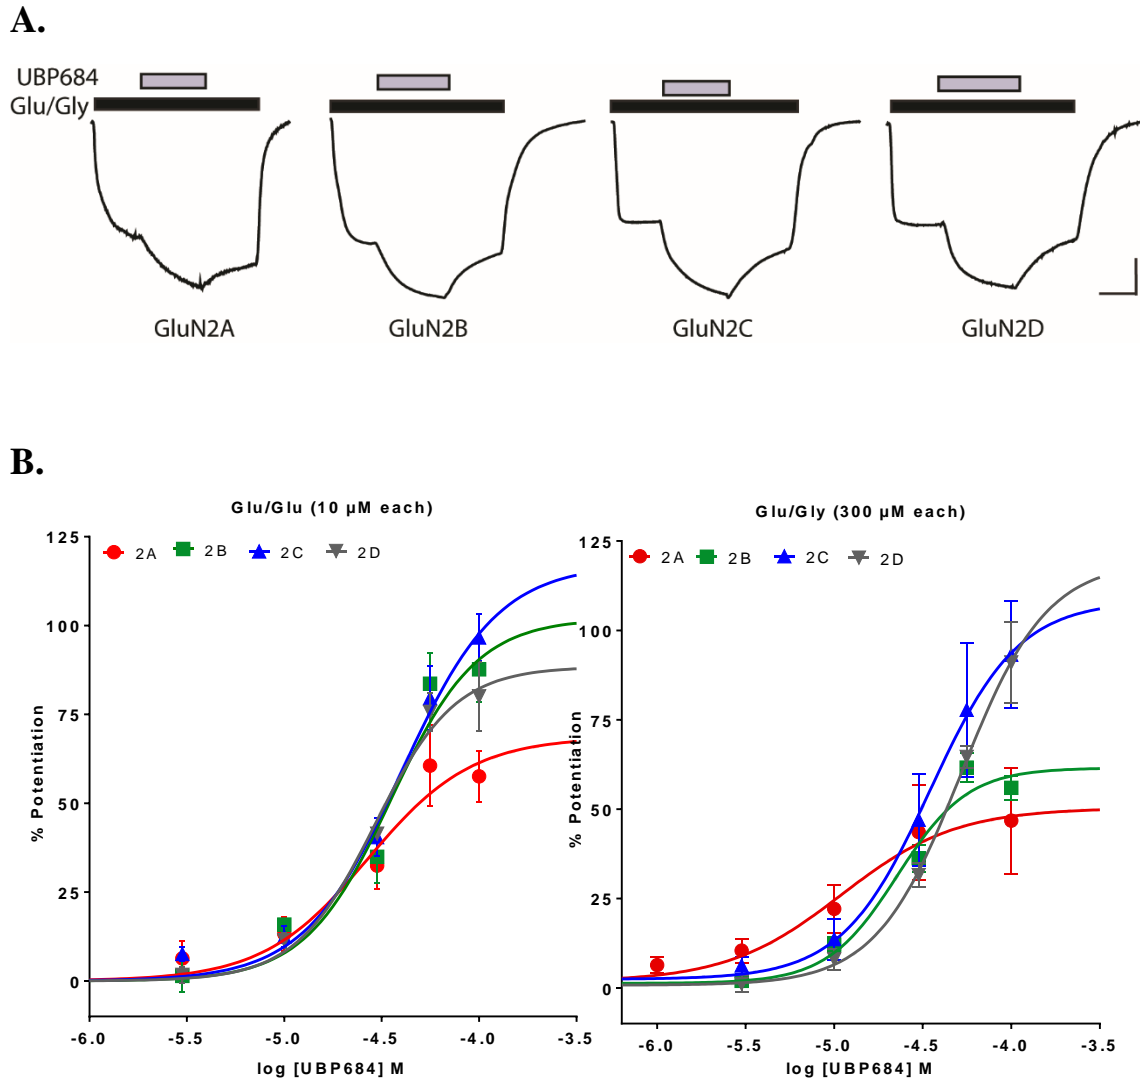 A.
UBP684
Glu/Gly
GluN2A GluN2B GluN2C GluN2D
B.
Glu/Glu (10 µM each)
2A 2B 2C 2D
% Potentiation
125
100
75
50
25
0
-6.0 -5.5 -5.0 -4.5 -4.0 -3.5
log [UBP684] M
Glu/Gly (300 µM each)
2A 2B 2C 2D
% Potentiation
125
100
75
50
25
0
-6.0 -5.5 -5.0 -4.5 -4.0 -3.5
log [UBP684] M